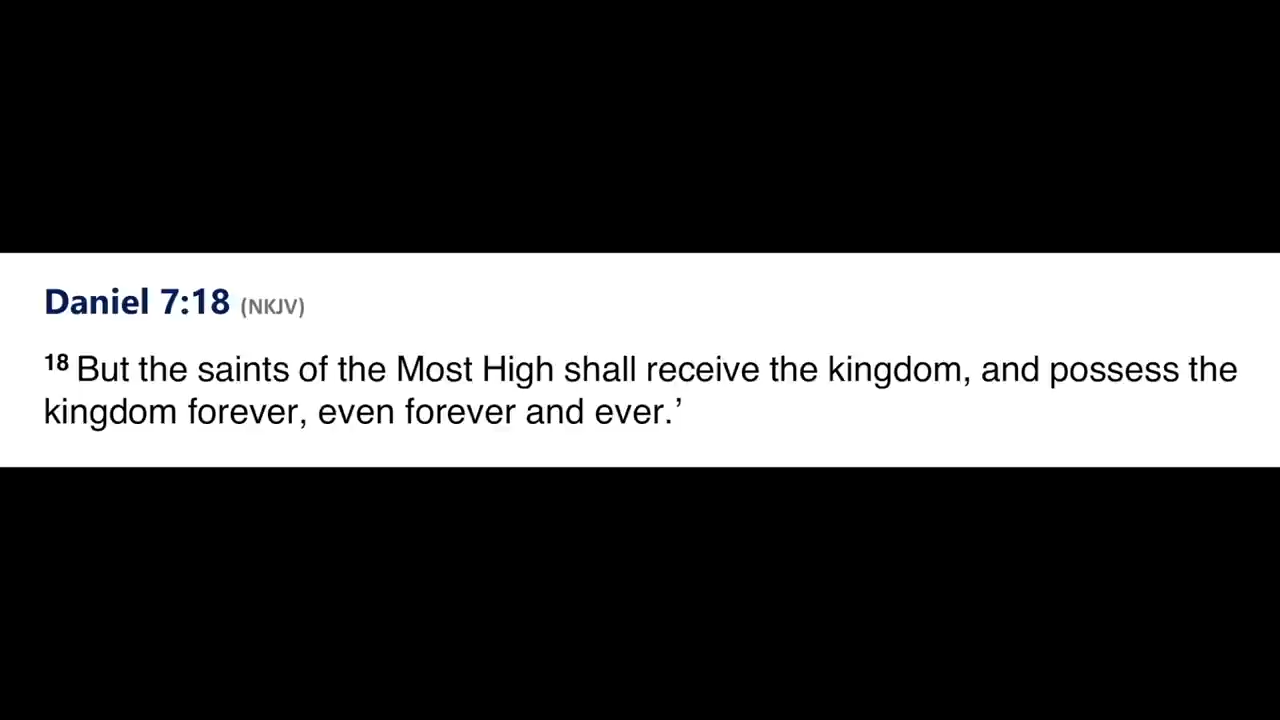 Daniel 7:18 (NKJV)
18 But the saints of the Most High shall receive the kingdom, and possess the
kingdom forever, even forever and ever.’